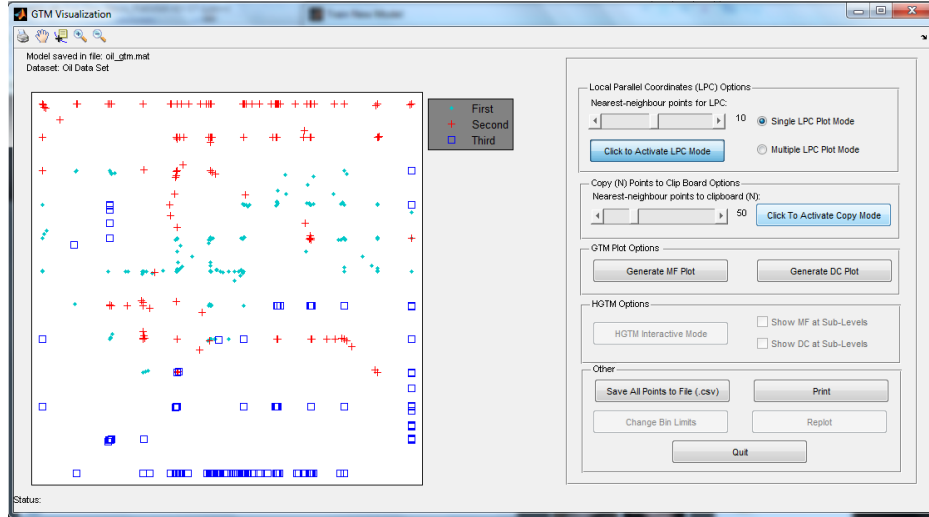 GTM Visualization
Model saved in file: oil_gtm.mat
Dataset: Oil Data Set
First
Second
Third
Local Parallel Coordinates (LPC) Options
Nearest-neighbour points for LPC:
10
Single LPC Plot Mode
Click to Activate LPC Mode
Multiple LPC Plot Mode
Copy (N) Points to Clip Board Options
Nearest-neighbour points to clipboard (N):
50
Click To Activate Copy Mode
GTM Plot Options
Generate MF Plot
Generate DC Plot
HGTM Options
HGTM Interactive Mode
Show MF at Sub-Levels
Show DC at Sub-Levels
Other
Save All Points to File (.csv)
Print
Change Bin Limits
Replot
Quit
Status: